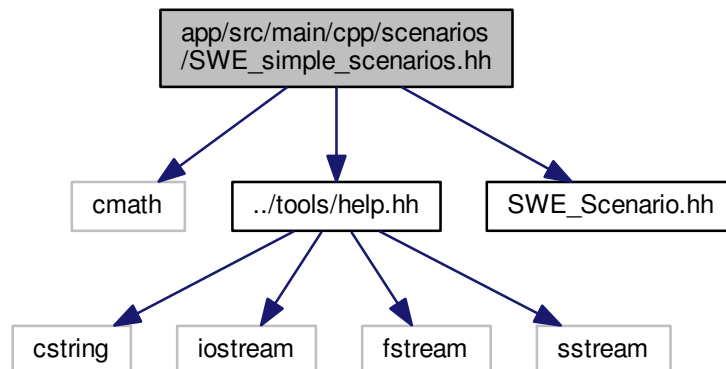 app/src/main/cpp/scenarios
/SWE_simple_scenarios.hh
cmath
../tools/help.hh
SWE_Scenario.hh
cstring
iostream
fstream
sstream